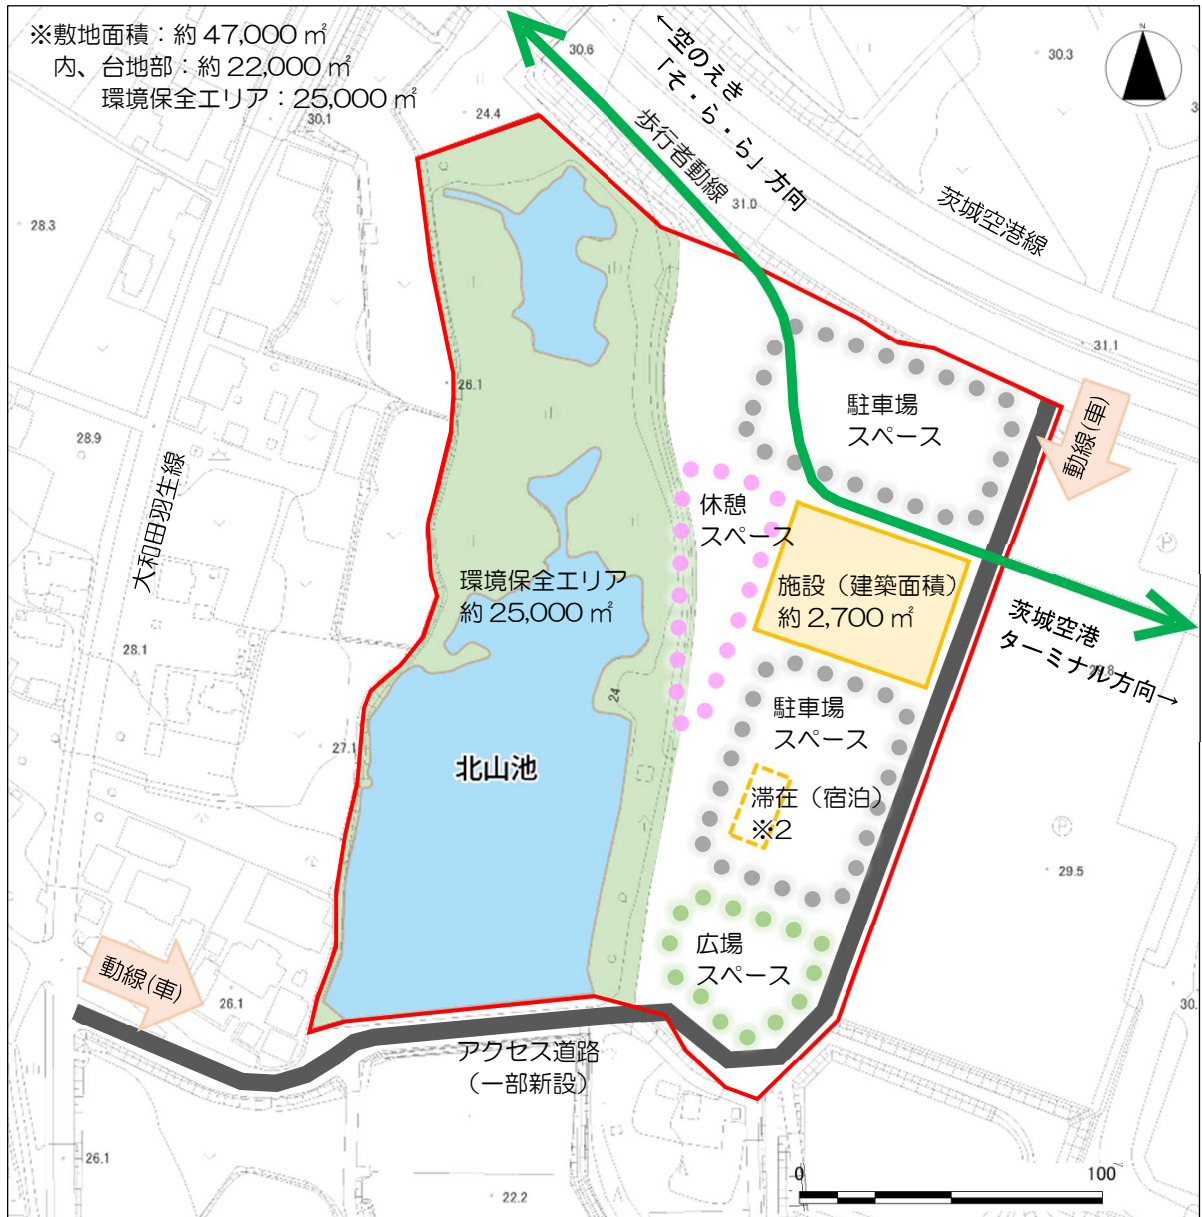 ※敷地面積：約 47,000 ㎡
内、台地部：約 22,000 ㎡
環境保全エリア：25,000 ㎡
←空のえき
「そ・ら・ら」方向
歩行者動線
茨城空港線
N
30.6
30.3
30.1
24.4
31.0
28.3
31.1
26.1
28.9
駐車場
スペース
動線(車)
大和田羽生線
休憩
スペース
環境保全エリア
約 25,000 ㎡
施設（建築面積）
約 2,700 ㎡
茨城空港
ターミナル方向→
P
28.1
24
駐車場
スペース
27.1
北山池
滞在（宿泊）
※2
P
29.5
広場
スペース
動線(車)
26.1
30.
アクセス道路
（一部新設）
26.1
22.2
0
100